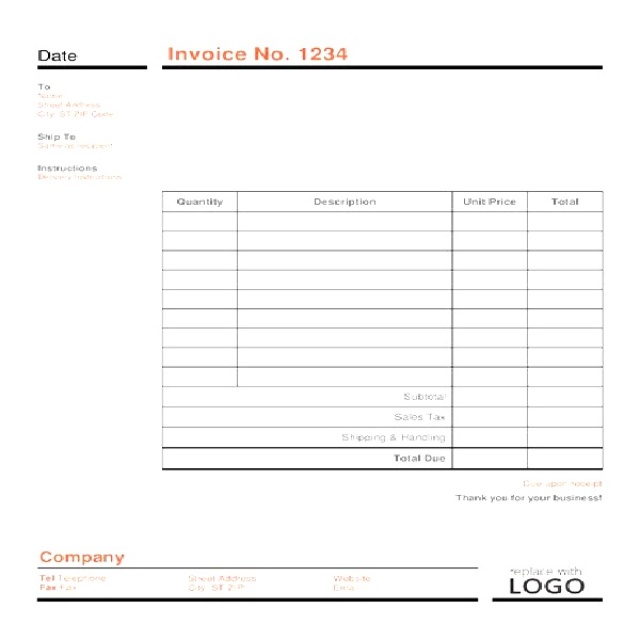 Date
Invoice No. 1234
To
Name
Street Address
City, ST ZIP Code
Ship To
Same as recipient
Instructions
Delivery instructions
Quantity Description Unit Price Total
Subtotal
Sales Tax
Shipping & Handling
Total Due
Due upon receipt
Thank you for your business!
Company
Tel Telephone Street Address Website
Fax Fax City, ST ZIP Email
replace with
LOGO